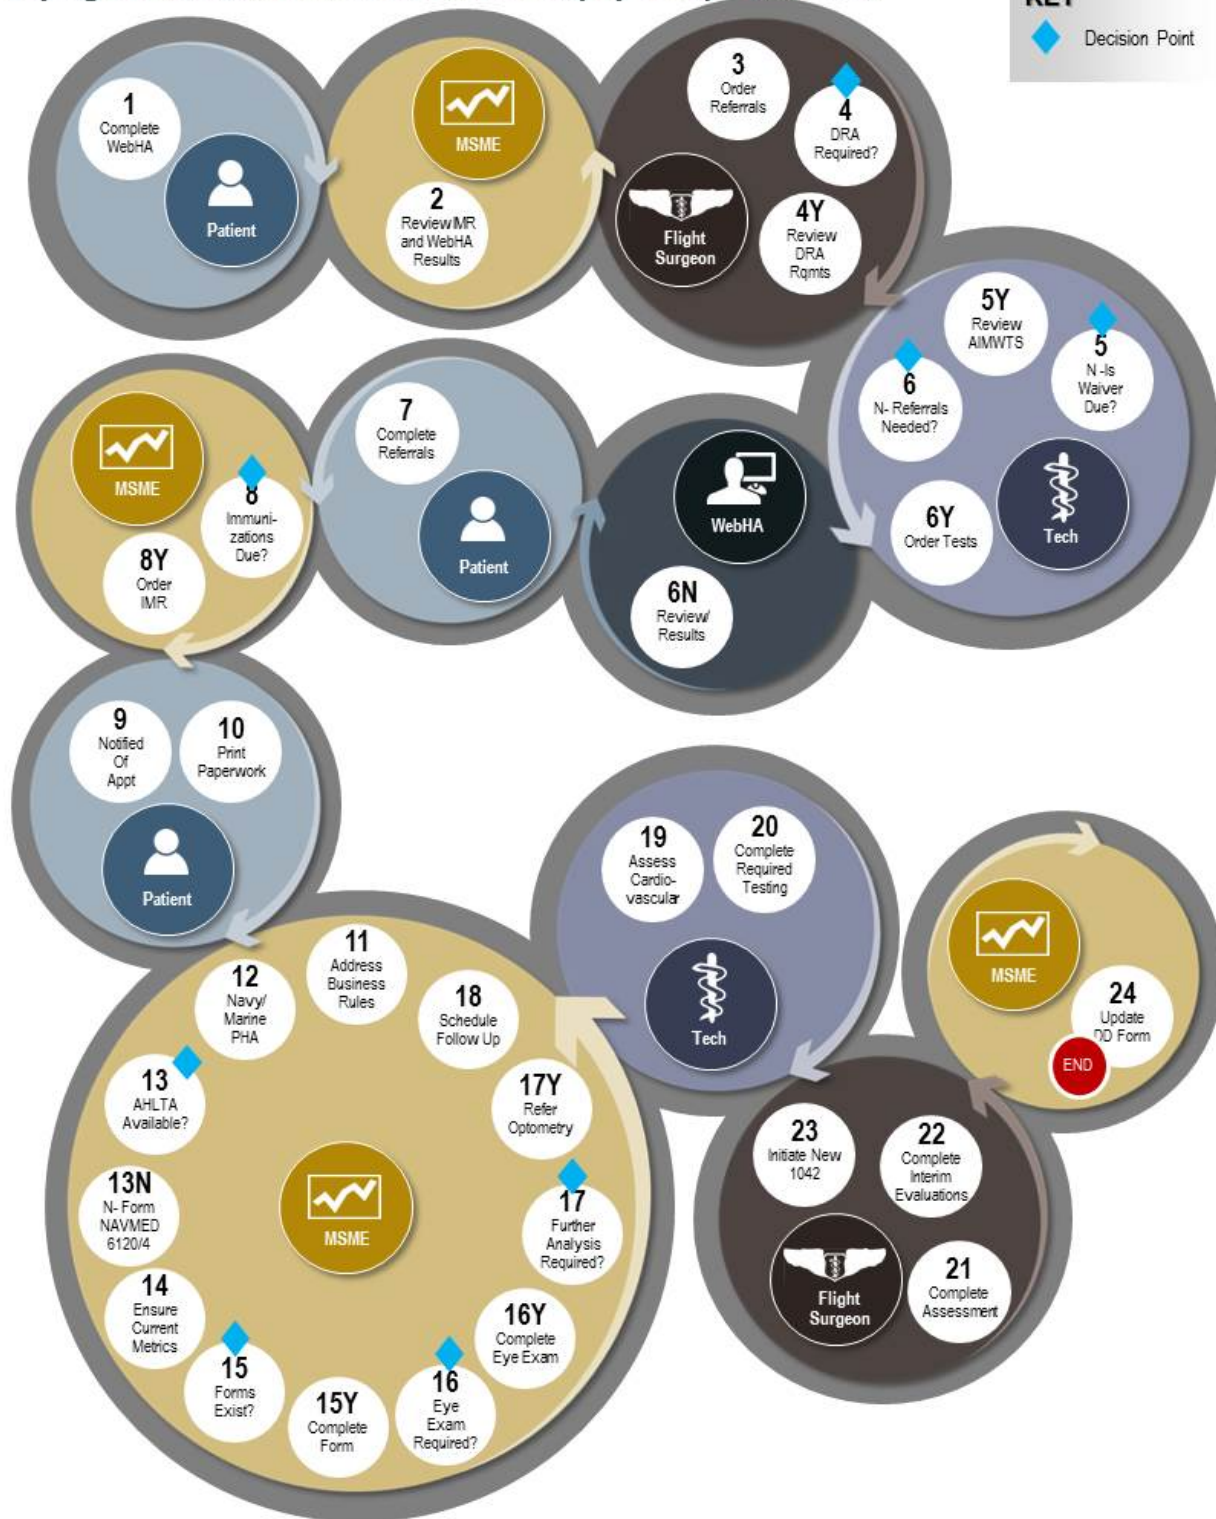 KEY
Decision Point
1
Complete
WebHA
Patient
MSME
2
Review IMR
and WebHA
Results
3
Order
Referrals
4
DRA
Required?
Flight
Surgeon
4Y
Review
DRA
Rqmts
5Y
Review
AIMWTS
5
N -Is
Waiver
Due?
6
N- Referrals
Needed?
6Y
Order Tests
Tech
WebHA
6N
Review/
Results
7
Complete
Referrals
Patient
MSME
8
Immuni-
zations
Due?
8Y
Order
IMR
9
Notified
Of
Appt
10
Print
Paperwork
Patient
11
Address
Business
Rules
12
Navy/
Marine
PHA
13
AHLTA
Available?
13N
N- Form
NAVMED
6120/4
14
Ensure
Current
Metrics
15
Forms
Exist?
15Y
Complete
Form
16
Eye
Exam
Required?
16Y
Complete
Eye Exam
17
Further
Analysis
Required?
17Y
Refer
Optometry
18
Schedule
Follow Up
MSME
19
Assess
Cardio-
vascular
20
Complete
Required
Testing
Tech
21
Complete
Assessment
22
Complete
Interim
Evaluations
23
Initiate New
1042
Flight
Surgeon
MSME
24
Update
DD Form
END